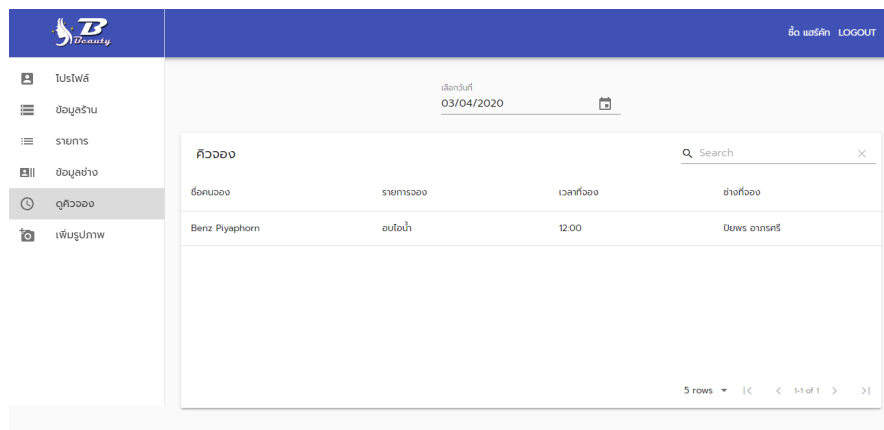 B
Beauty
ซี๊ด แฮร์คัท LOGOUT
โปรไฟล์
ข้อมูลร้าน
รายการ
ข้อมูลช่าง
ดูคิวจอง
เพิ่มรูปภาพ
เลือกวันที่
03/04/2020
คิวจอง
Search
ชื่อคนจอง รายการจอง เวลาที่จอง ช่างที่จอง
Benz Piyaphorn อบไอน้ำ 12:00 ปิยพร อาภรศรี
5 rows 1-1 of 1